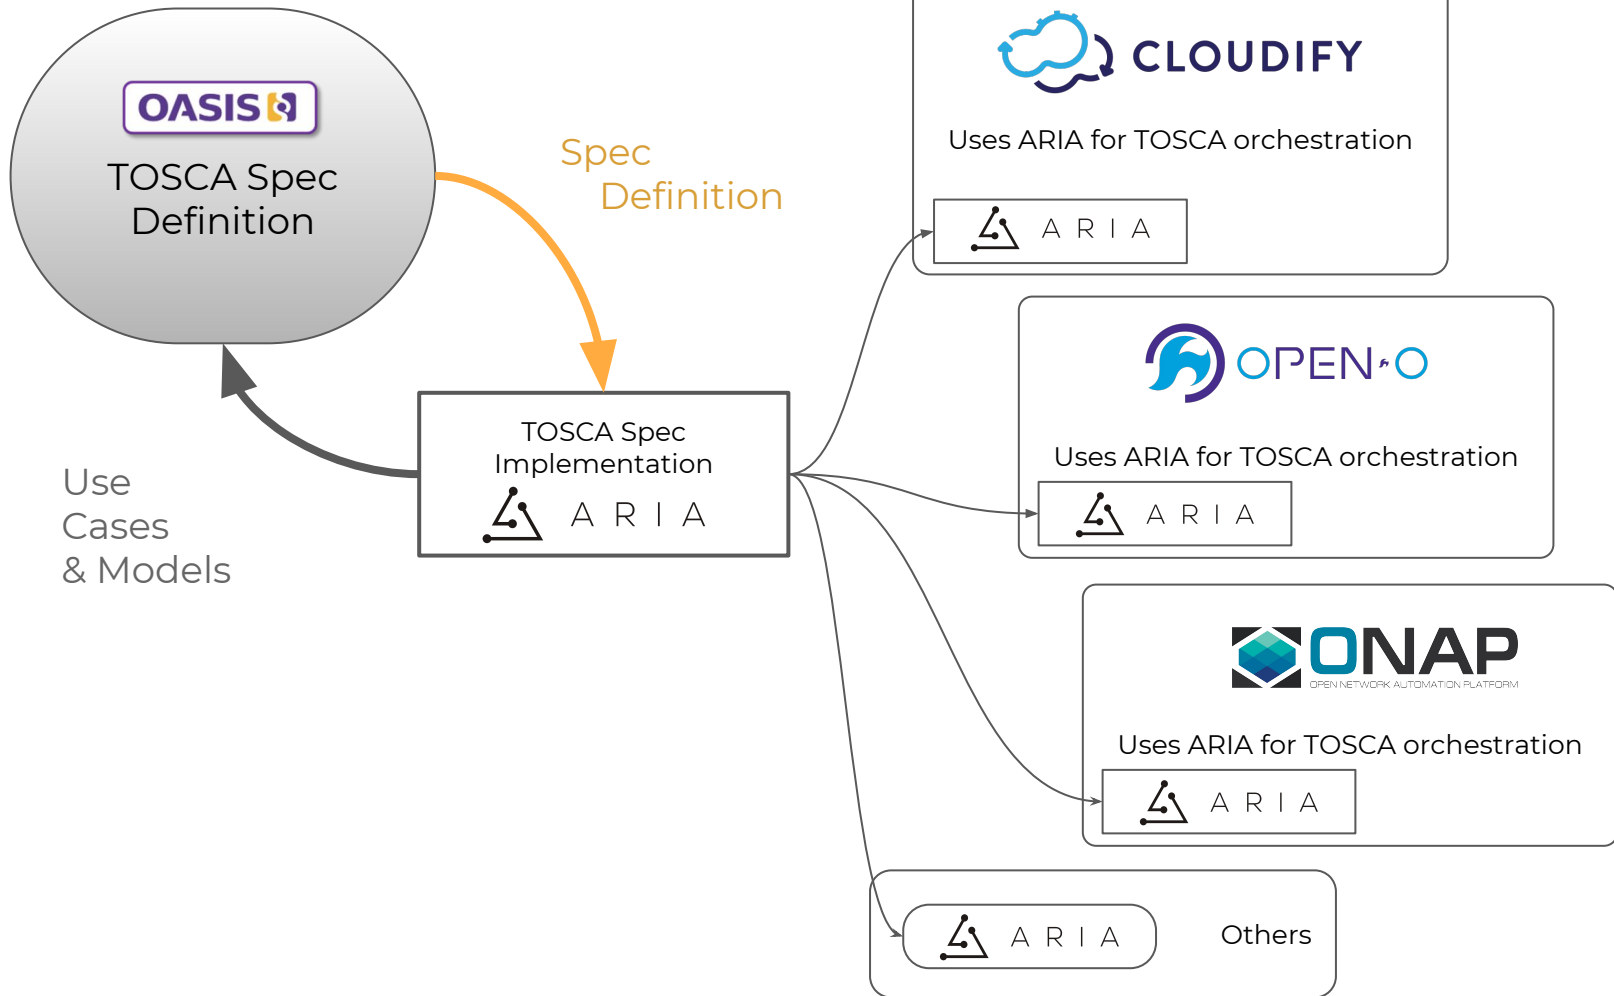 OASIS
TOSCA Spec
Definition
Spec
Definition
Use
Cases
& Models
TOSCA Spec
Implementation
ARIA
CLOUDIFY
Uses ARIA for TOSCA orchestration
ARIA
OPEN-O
Uses ARIA for TOSCA orchestration
ARIA
ONAP
OPEN NETWORK AUTOMATION PLATFORM
Uses ARIA for TOSCA orchestration
ARIA
ARIA Others